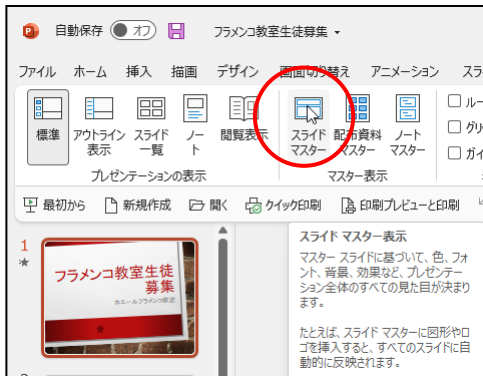 自動保存 オフ フラメンコ教室生徒募集
ファイル ホーム 挿入 描画 デザイン 画面切り替え アニメーション スラ
標準 アウトライン表示 スライド一覧 ノート 閲覧表示 スライドマスター 配布資料マスター ノートマスター
ルー
グリ
ガイ
プレゼンテーションの表示 マスター表示
最初から 新規作成 開く クイック印刷 印刷プレビューと印刷
1
フラメンコ教室生徒
募集
カエールフラメンコ教室
スライド マスター表示
マスター スライドに基づいて、色、フォ
ント、背景、効果など、プレゼンテー
ション全体のすべての見た目が決まり
ます。
たとえば、スライド マスターに図形やロ
ゴを挿入すると、すべてのスライドに自
動的に反映されます。